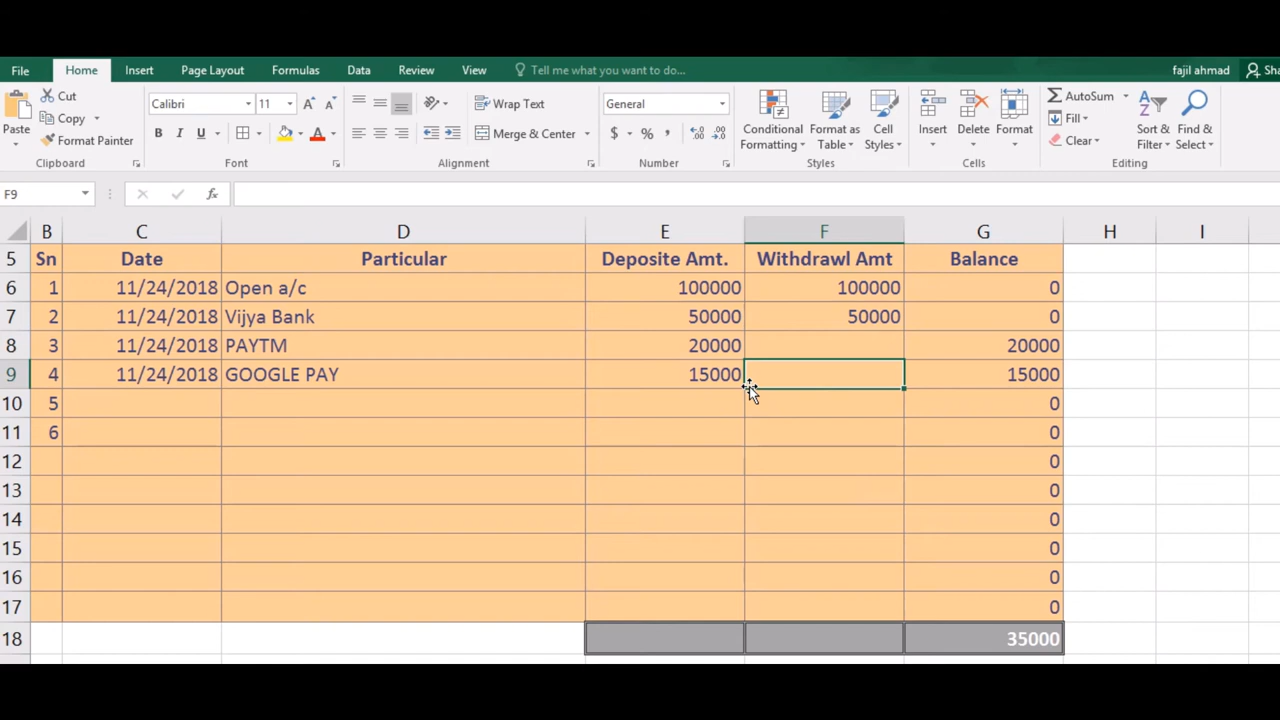 File Home Insert Page Layout Formulas Data Review View Tell me what you want to do... fajil ahmad Sha
Cut Calibri 11 A A Wrap Text General AutoSum
Copy Fill
Paste Format Painter B I U A Merge & Center $ % , Conditional Formatting Format as Table Cell Styles Insert Delete Format Clear Sort & Filter Find & Select
Clipboard Font Alignment Number Styles Cells Editing
F9 fx
B C D E F G H I
5 Sn Date Particular Deposite Amt. Withdrawl Amt Balance
6 1 11/24/2018 Open a/c 100000 100000 0
7 2 11/24/2018 Vijya Bank 50000 50000 0
8 3 11/24/2018 PAYTM 20000 20000
9 4 11/24/2018 GOOGLE PAY 15000 15000
10 5 0
11 6 0
12 0
13 0
14 0
15 0
16 0
17 0
18 35000